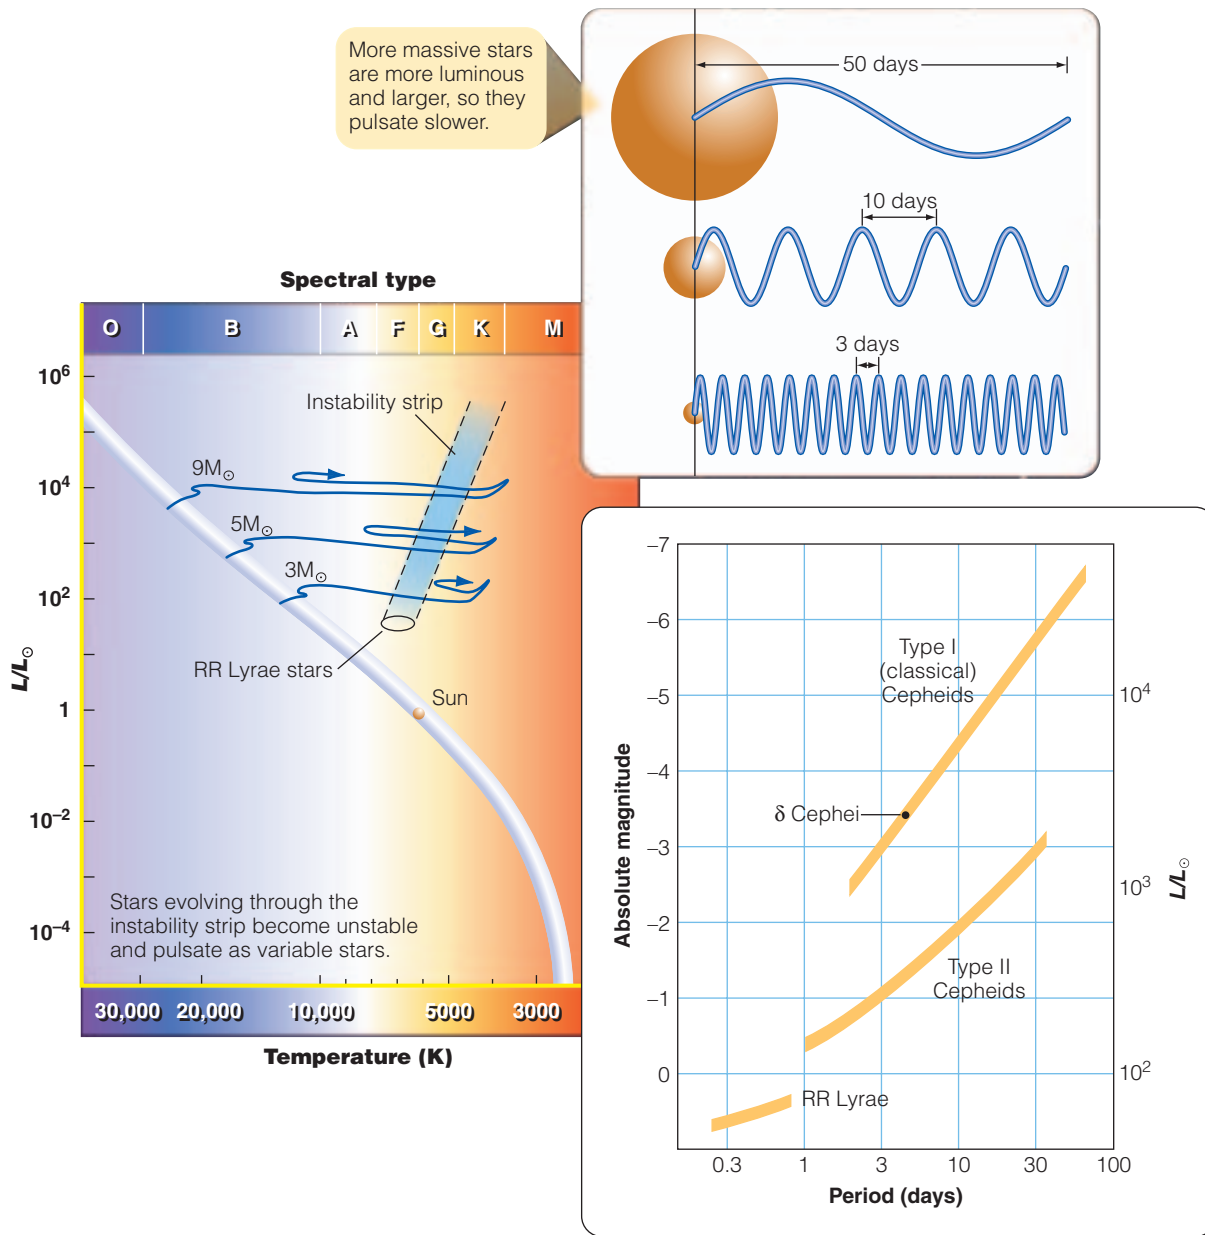 More massive stars
are more luminous
and larger, so they
pulsate slower.
50 days
10 days
3 days
Spectral type
O B A F G K M
10⁶
10⁴
10²
1
10⁻²
10⁻⁴
L/L☉
Instability strip
9M☉
5M☉
3M☉
RR Lyrae stars
Sun
Stars evolving through the
instability strip become unstable
and pulsate as variable stars.
30,000 20,000 10,000 5000 3000
Temperature (K)
–7
–6
–5
–4
–3
–2
–1
0
Absolute magnitude
Type I
(classical)
Cepheids
δ Cephei
Type II
Cepheids
RR Lyrae
10⁴
10³
10²
L/L☉
0.3 1 3 10 30 100
Period (days)